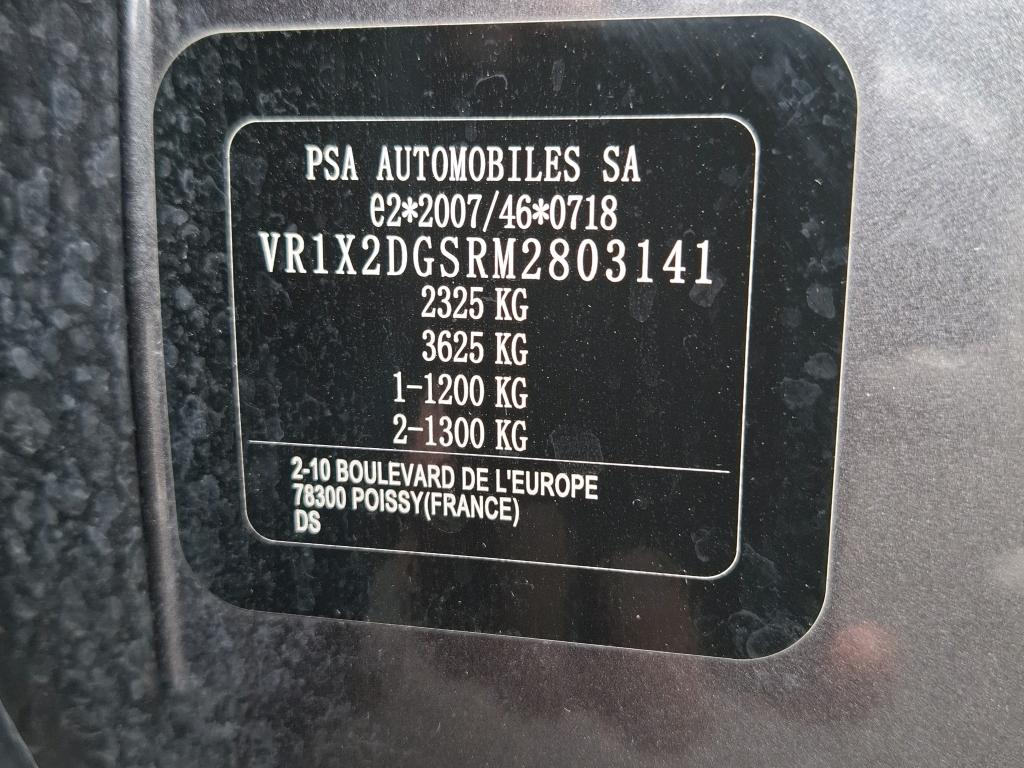 PSA AUTOMOBILES SA
e2*2007/46*0718
VR1X2DGSRM2803141
2325 KG
3625 KG
1-1200 KG
2-1300 KG
2-10 BOULEVARD DE L'EUROPE
78300 POISSY(FRANCE)
DS